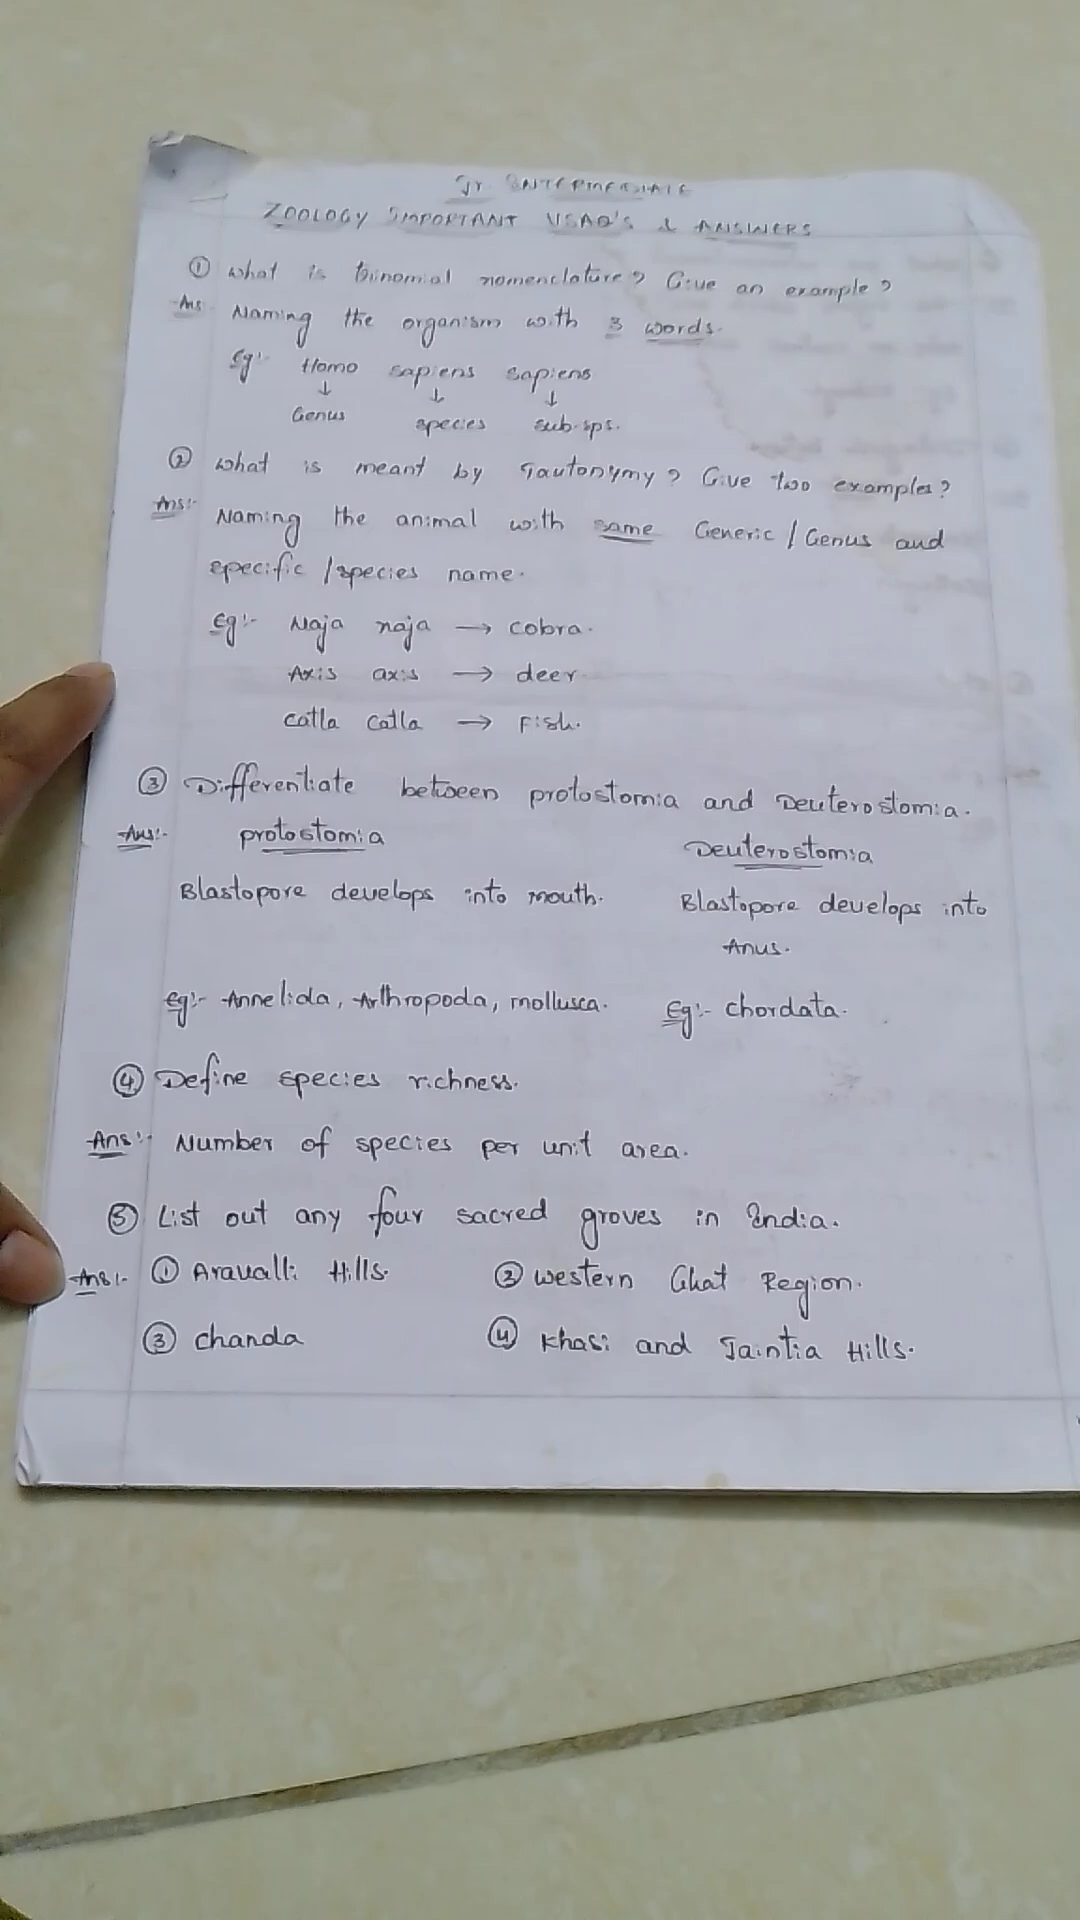 Jr INTERMEDIATE
ZOOLOGY IMPORTANT VSAQ'S & ANSWERS
① what is Binomial nomenclature? Give an example?
Ans:- Naming the organism with 3 words.
Eg:- Homo sapiens sapiens
↓ ↓ ↓
Genus species sub.sps.
② what is meant by Tautonymy? Give two examples?
Ans:- Naming the animal with same Generic / Genus and
specific / species name.
Eg:- Naja naja → cobra.
Axis axis → deer
catla catla → Fish.
③ Differentiate between protostomia and Deuterostomia.
Ans:- protostomia Deuterostomia
Blastopore develops into mouth. Blastopore develops into
Anus.
Eg:- Annelida, Arthropoda, mollusca. Eg:- chordata.
④ Define species richness.
Ans:- Number of species per unit area.
⑤ List out any four sacred groves in India.
Ans:- ① Aravalli Hills. ② western Ghat Region.
③ chanda ④ Khasi and Jaintia Hills.